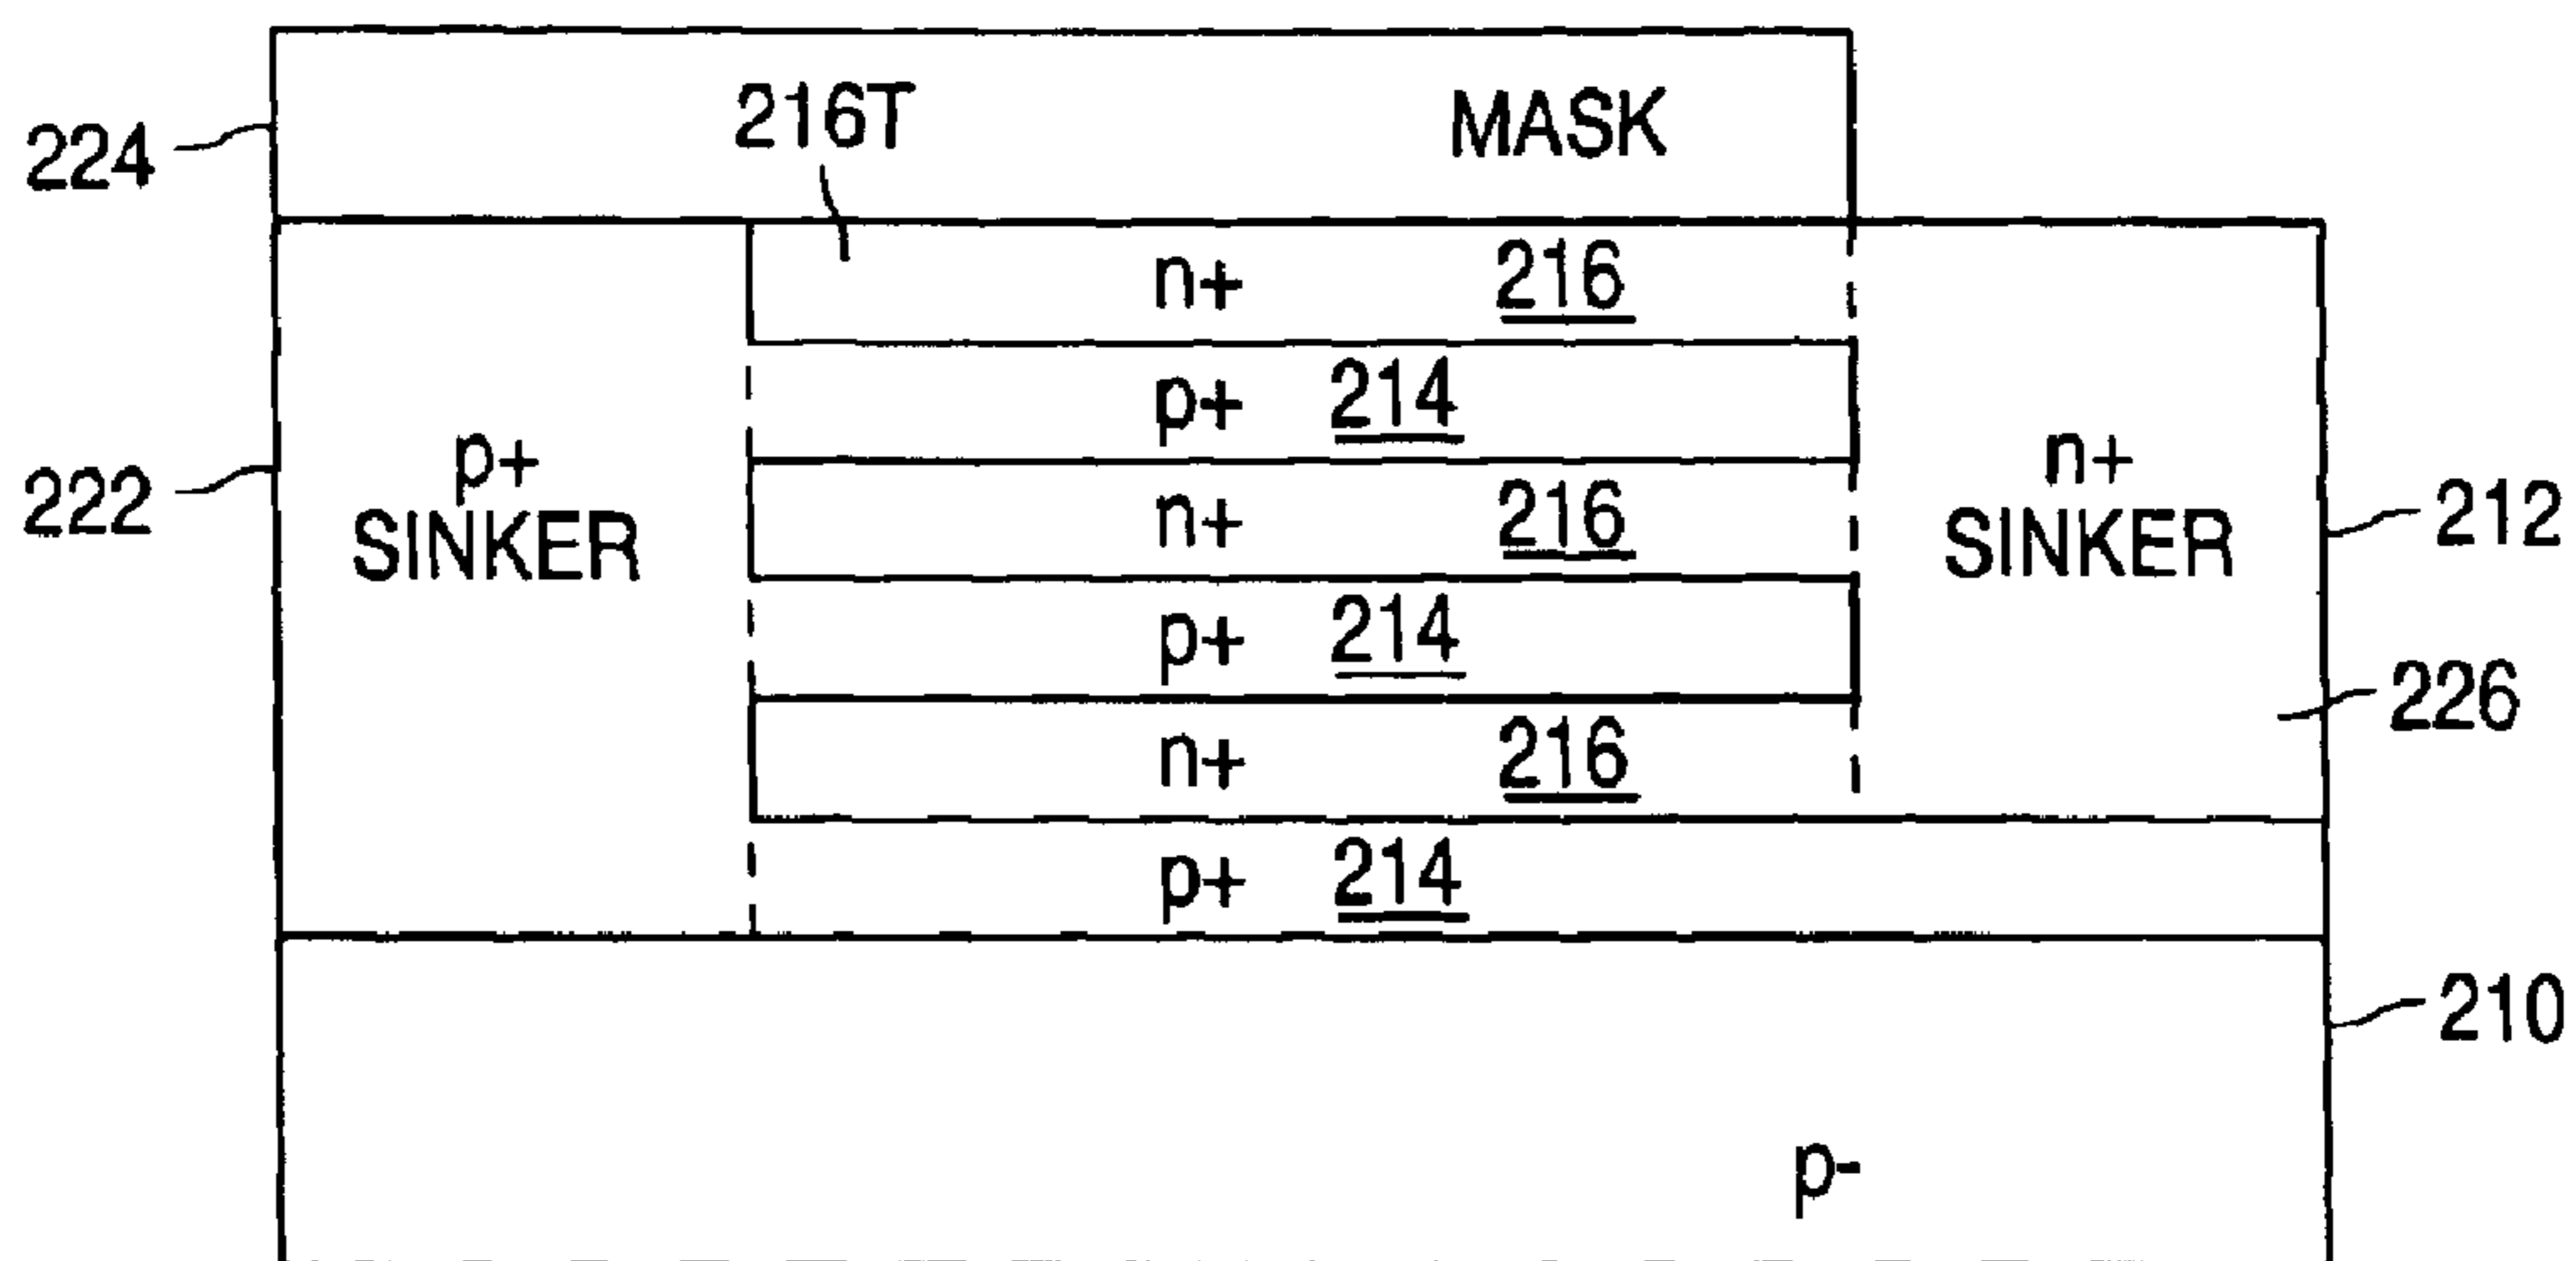 224
216T
MASK
n+ 216
p+ 214
222
p+
SINKER
n+ 216
n+
SINKER
212
p+ 214
226
n+ 216
p+ 214
210
p-